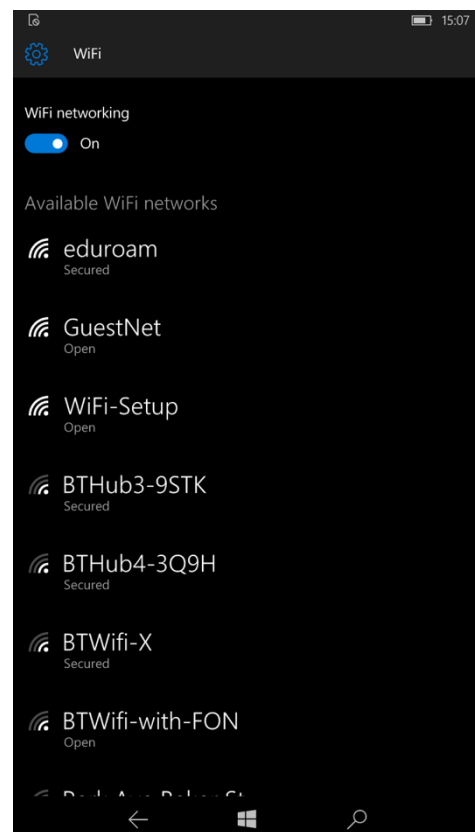 15:07
WiFi
WiFi networking
On
Available WiFi networks
eduroam
Secured
GuestNet
Open
WiFi-Setup
Open
BTHub3-9STK
Secured
BTHub4-3Q9H
Secured
BTWifi-X
Secured
BTWifi-with-FON
Open